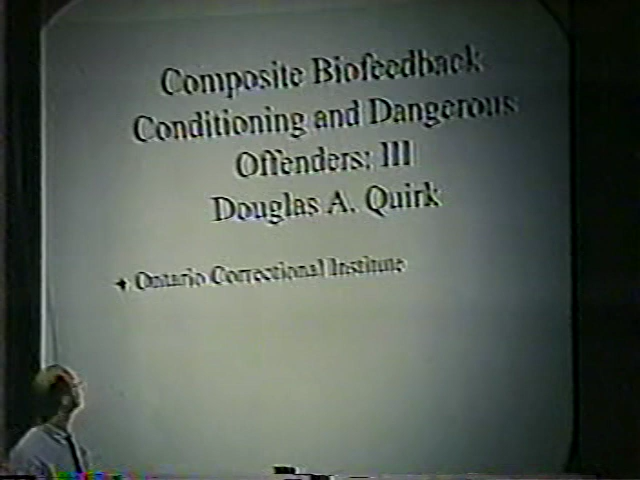 Composite Biofeedback
Conditioning and Dangerous
Offenders: III
Douglas A. Quirk
Ontario Correctional Institute